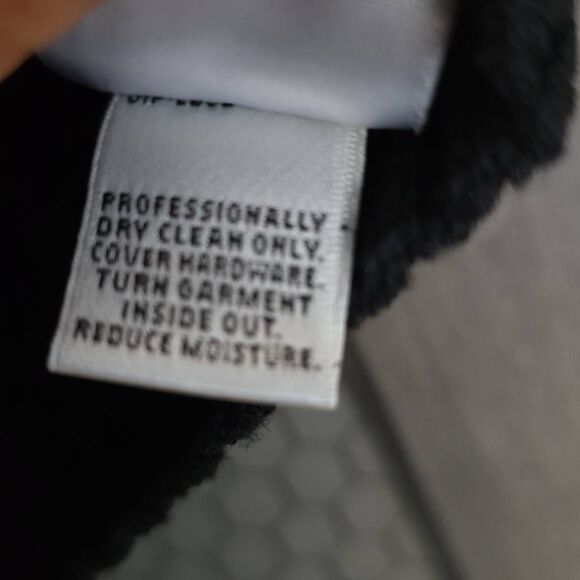 PROFESSIONALLY
DRY CLEAN ONLY.
COVER HARDWARE.
TURN GARMENT
INSIDE OUT.
REDUCE MOISTURE.